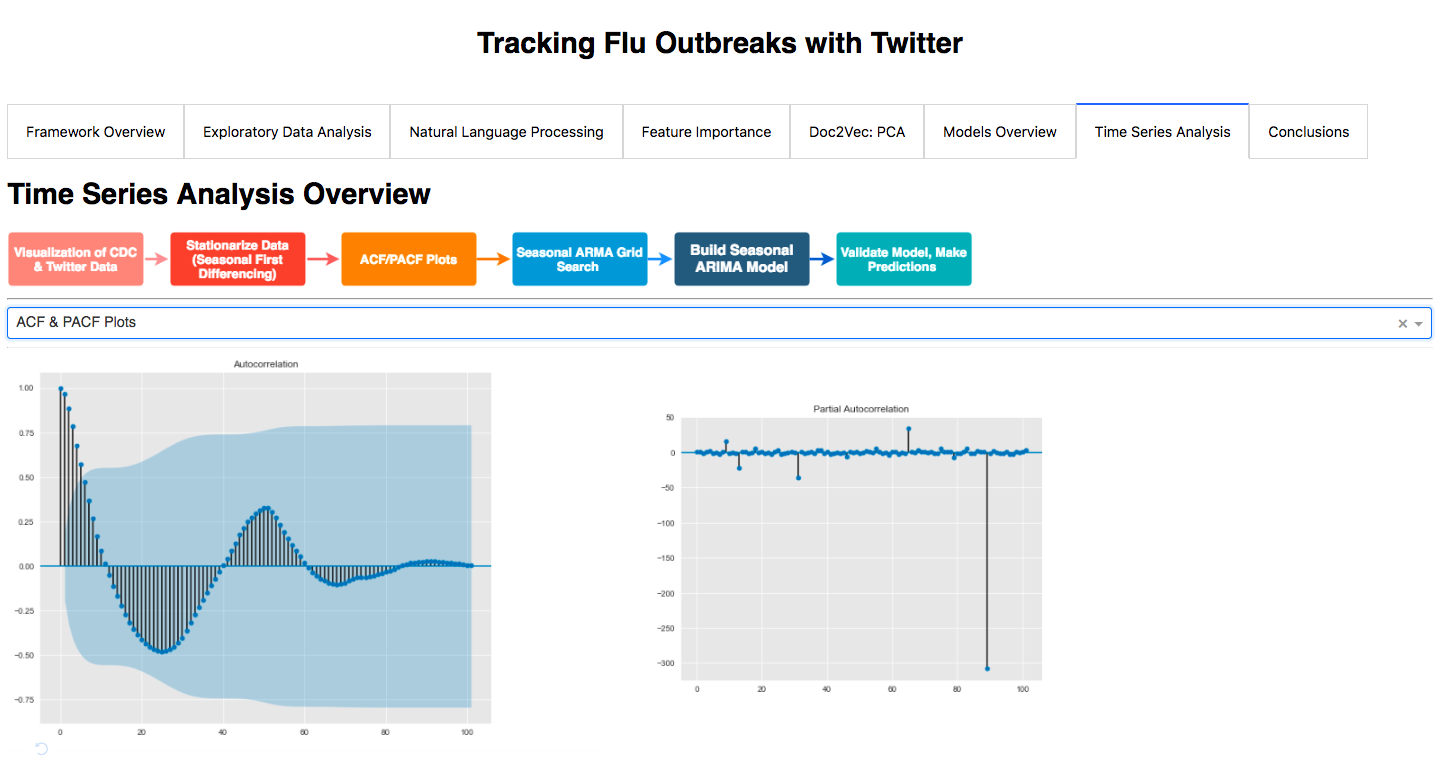 Tracking Flu Outbreaks with Twitter
Framework Overview
Exploratory Data Analysis
Natural Language Processing
Feature Importance
Doc2Vec: PCA
Models Overview
Time Series Analysis
Conclusions
Time Series Analysis Overview
Visualization of CDC
& Twitter Data
Stationarize Data
(Seasonal First
Differencing)
ACF/PACF Plots
Seasonal ARMA Grid
Search
Build Seasonal
ARIMA Model
Validate Model, Make
Predictions
ACF & PACF Plots
Autocorrelation
1.00
0.75
0.50
0.25
0.00
−0.25
−0.50
−0.75
0 20 40 60 80 100
Partial Autocorrelation
50
0
−50
−100
−150
−200
−250
−300
0 20 40 60 80 100